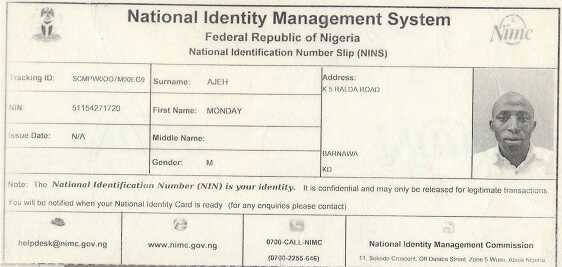 National Identity Management System
Federal Republic of Nigeria
National Identification Number Slip (NINS)
Nimc
Tracking ID:
Surname: AJEH
Address:
NIN: 51154271720
First Name: MONDAY
Issue Date: N/A
Middle Name:
Gender: M
BARNAWA
KD
Note: The National Identification Number (NIN) is your identity. It is confidential and may only be released for legitimate transactions.
You will be notified when your National Identity Card is ready (for any enquiries please contact)
helpdesk@nimc.gov.ng
www.nimc.gov.ng
0700-CALL-NIMC
(0700-2255-646)
National Identity Management Commission
11, Sokode Crescent, Off Dalaba Street, Zone 5 Wuse, Abuja Nigeria